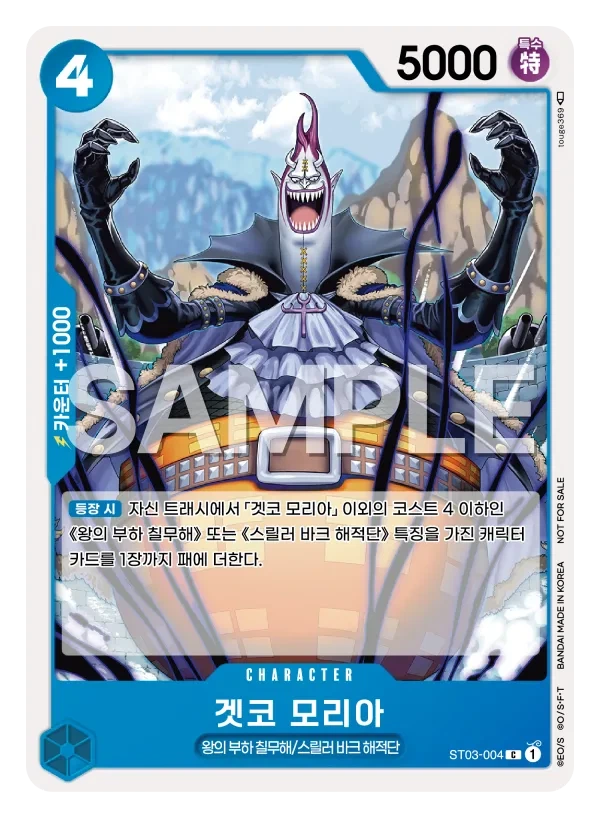 4
5000
특수
特
touge369
⚡카운터 +1000
SAMPLE
등장 시 자신 트래시에서 「겟코 모리아」 이외의 코스트 4 이하인
《왕의 부하 칠무해》 또는 《스릴러 바크 해적단》 특징을 가진 캐릭터
카드를 1장까지 패에 더한다.
CHARACTER
겟코 모리아
왕의 부하 칠무해/스릴러 바크 해적단
ST03-004 C 1
©EO/S ©O/S·F·T BANDAI MADE IN KOREA NOT FOR SALE